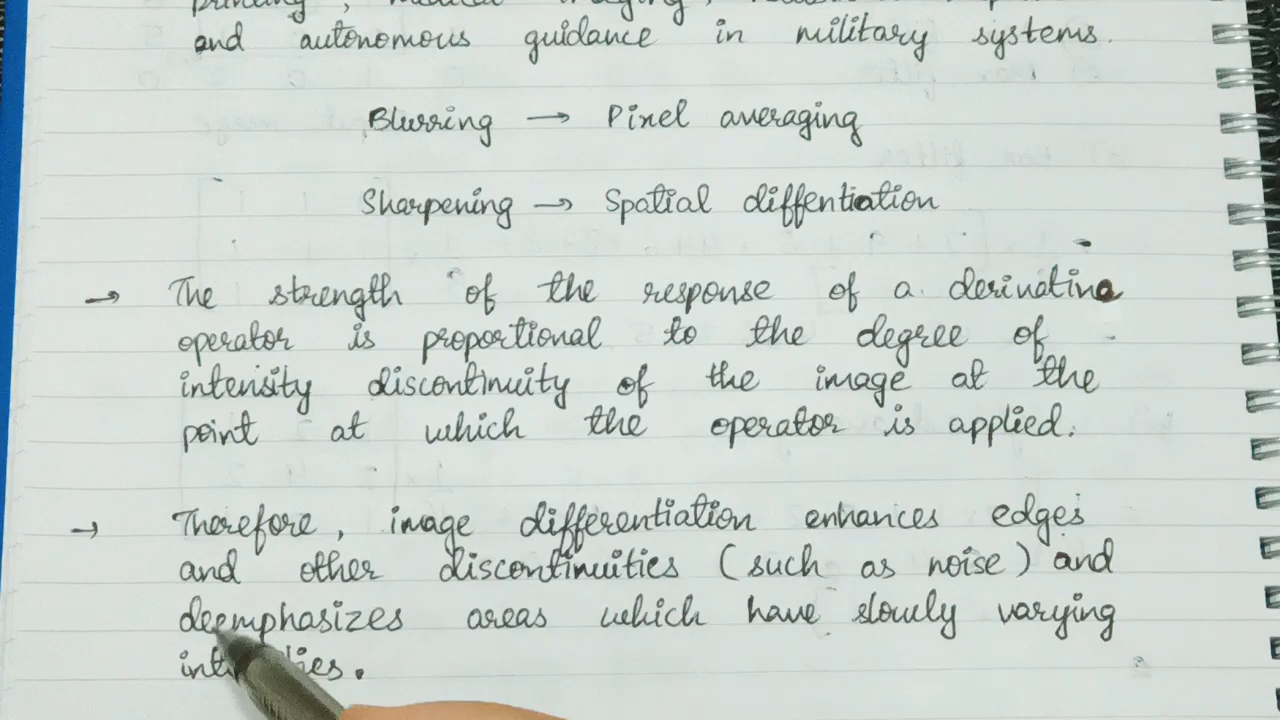 and autonomous guidance in military systems.
Blurring → Pixel averaging
Sharpening → Spatial diffentiation
→ The strength of the response of a derivative
operator is proportional to the degree of
intensity discontinuity of the image at the
point at which the operator is applied.
→ Therefore, image differentiation enhances edges
and other discontinuities (such as noise) and
deemphasizes areas which have slowly varying